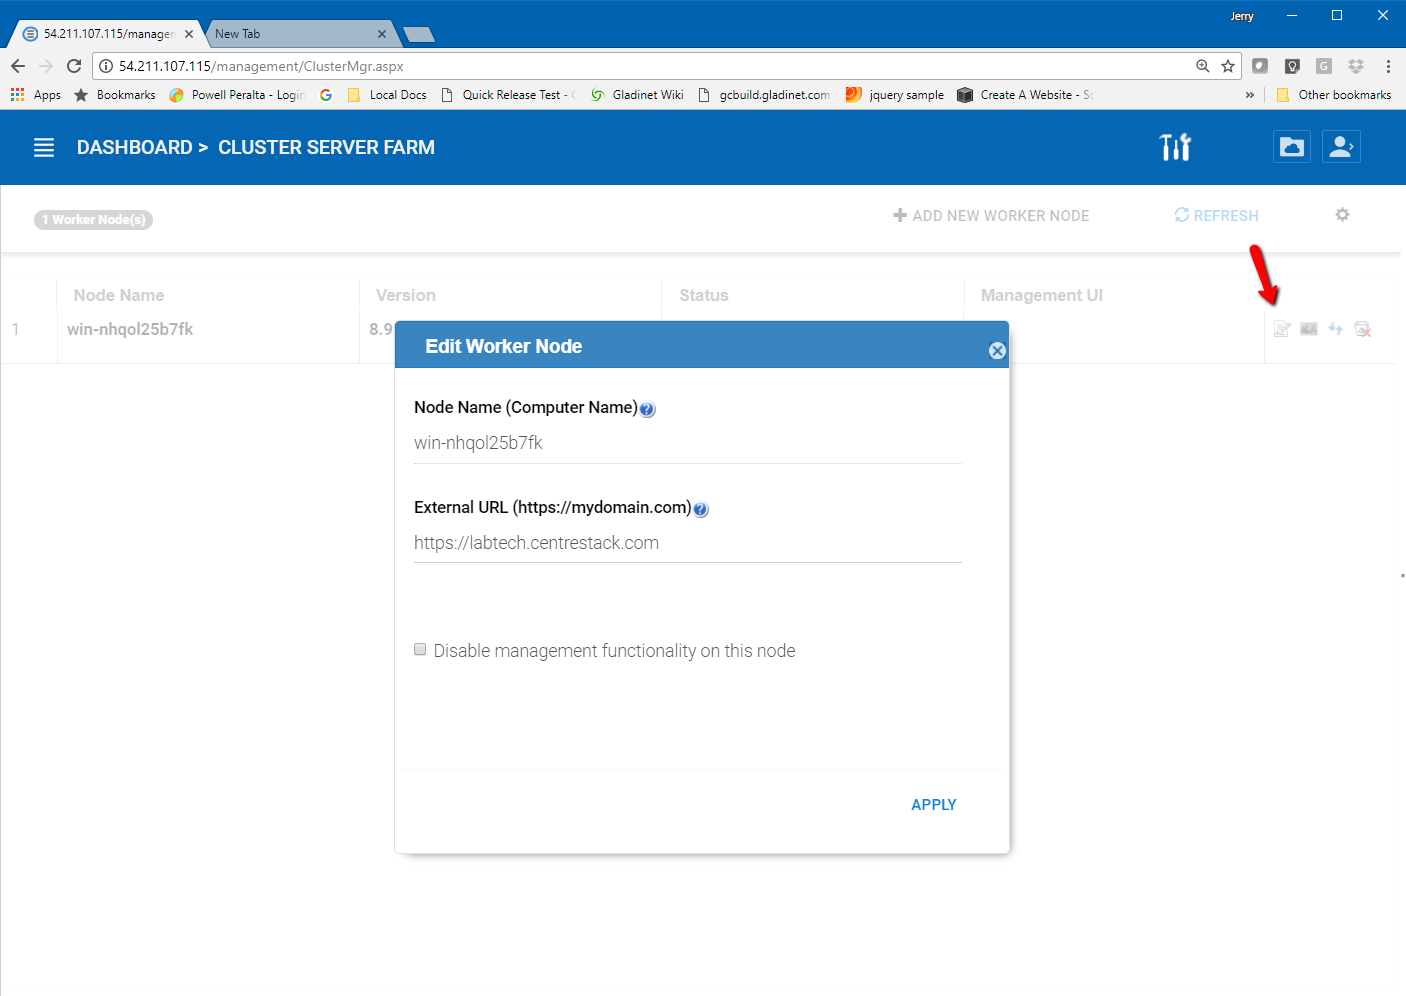 Jerry
54.211.107.115/managen
New Tab
54.211.107.115/management/ClusterMgr.aspx
Apps Bookmarks Powell Peralta - Login Local Docs Quick Release Test - Gladinet Wiki gcbuild.gladinet.com jquery sample Create A Website - Sc » Other bookmarks
DASHBOARD > CLUSTER SERVER FARM
1 Worker Node(s)
ADD NEW WORKER NODE
REFRESH
Node Name Version Status Management UI
1 win-nhqol25b7fk 8.9
Edit Worker Node
Node Name (Computer Name)
win-nhqol25b7fk
External URL (https://mydomain.com)
https://labtech.centrestack.com
Disable management functionality on this node
APPLY